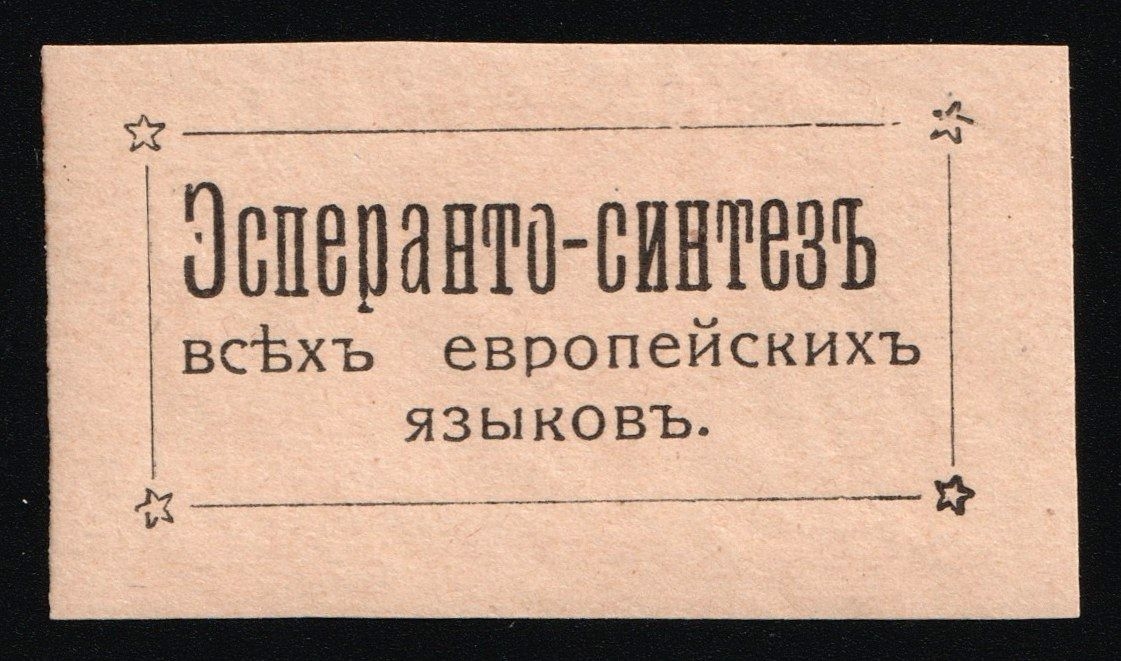 Эсперанто-синтезъ
всѣхъ европейскихъ
языковъ.